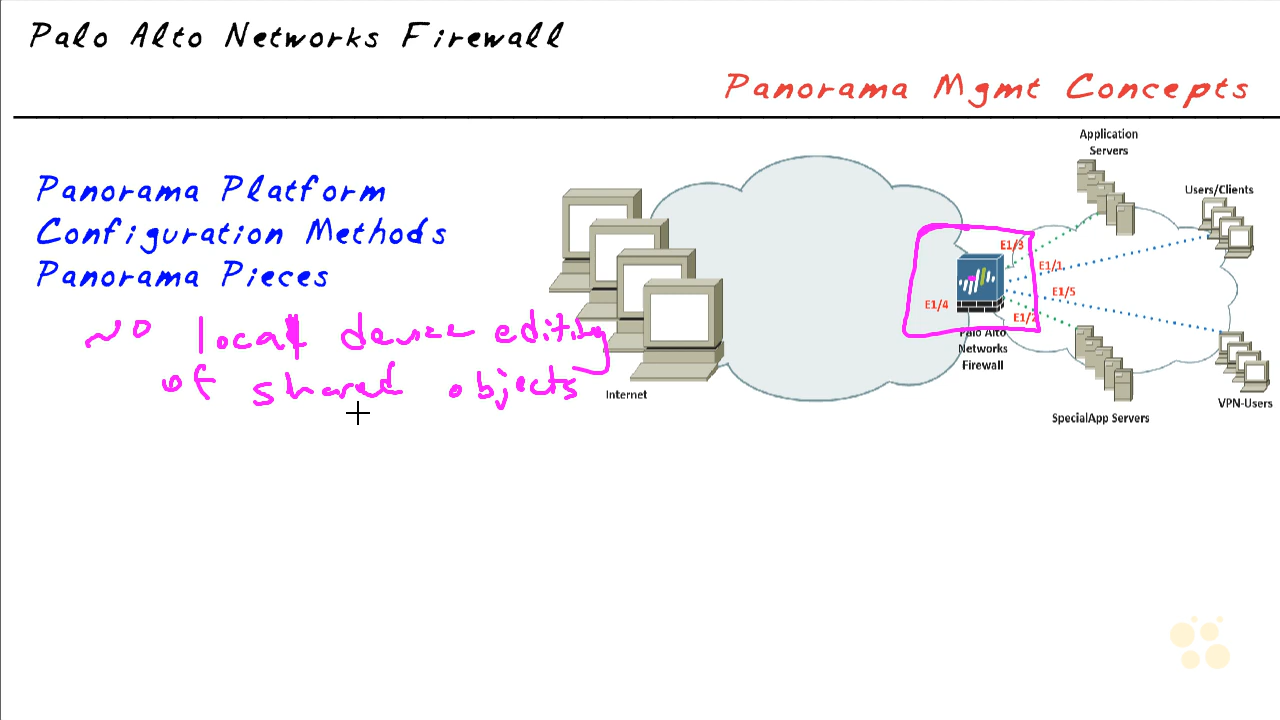 Palo Alto Networks Firewall
Panorama Mgmt Concepts
Panorama Platform
Configuration Methods
Panorama Pieces
no local device editing
of shared objects
Application
Servers
Users/Clients
E1/3
E1/1
E1/5
E1/4
E1/2
Palo Alto
Networks
Firewall
Internet
SpecialApp Servers
VPN-Users